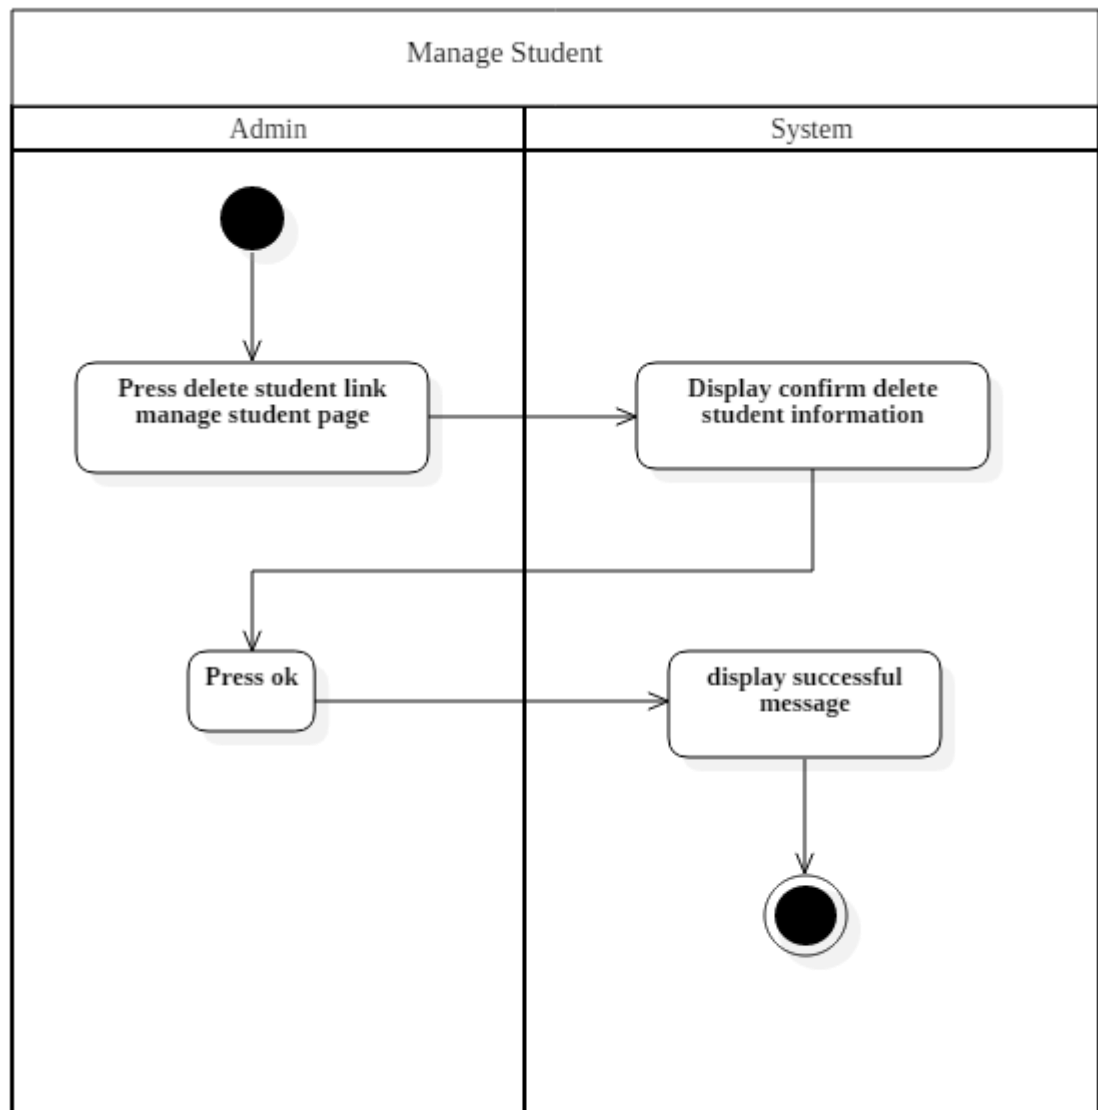 Manage Student
Admin
System
Press delete student link
manage student page
Display confirm delete
student information
Press ok
display successful
message